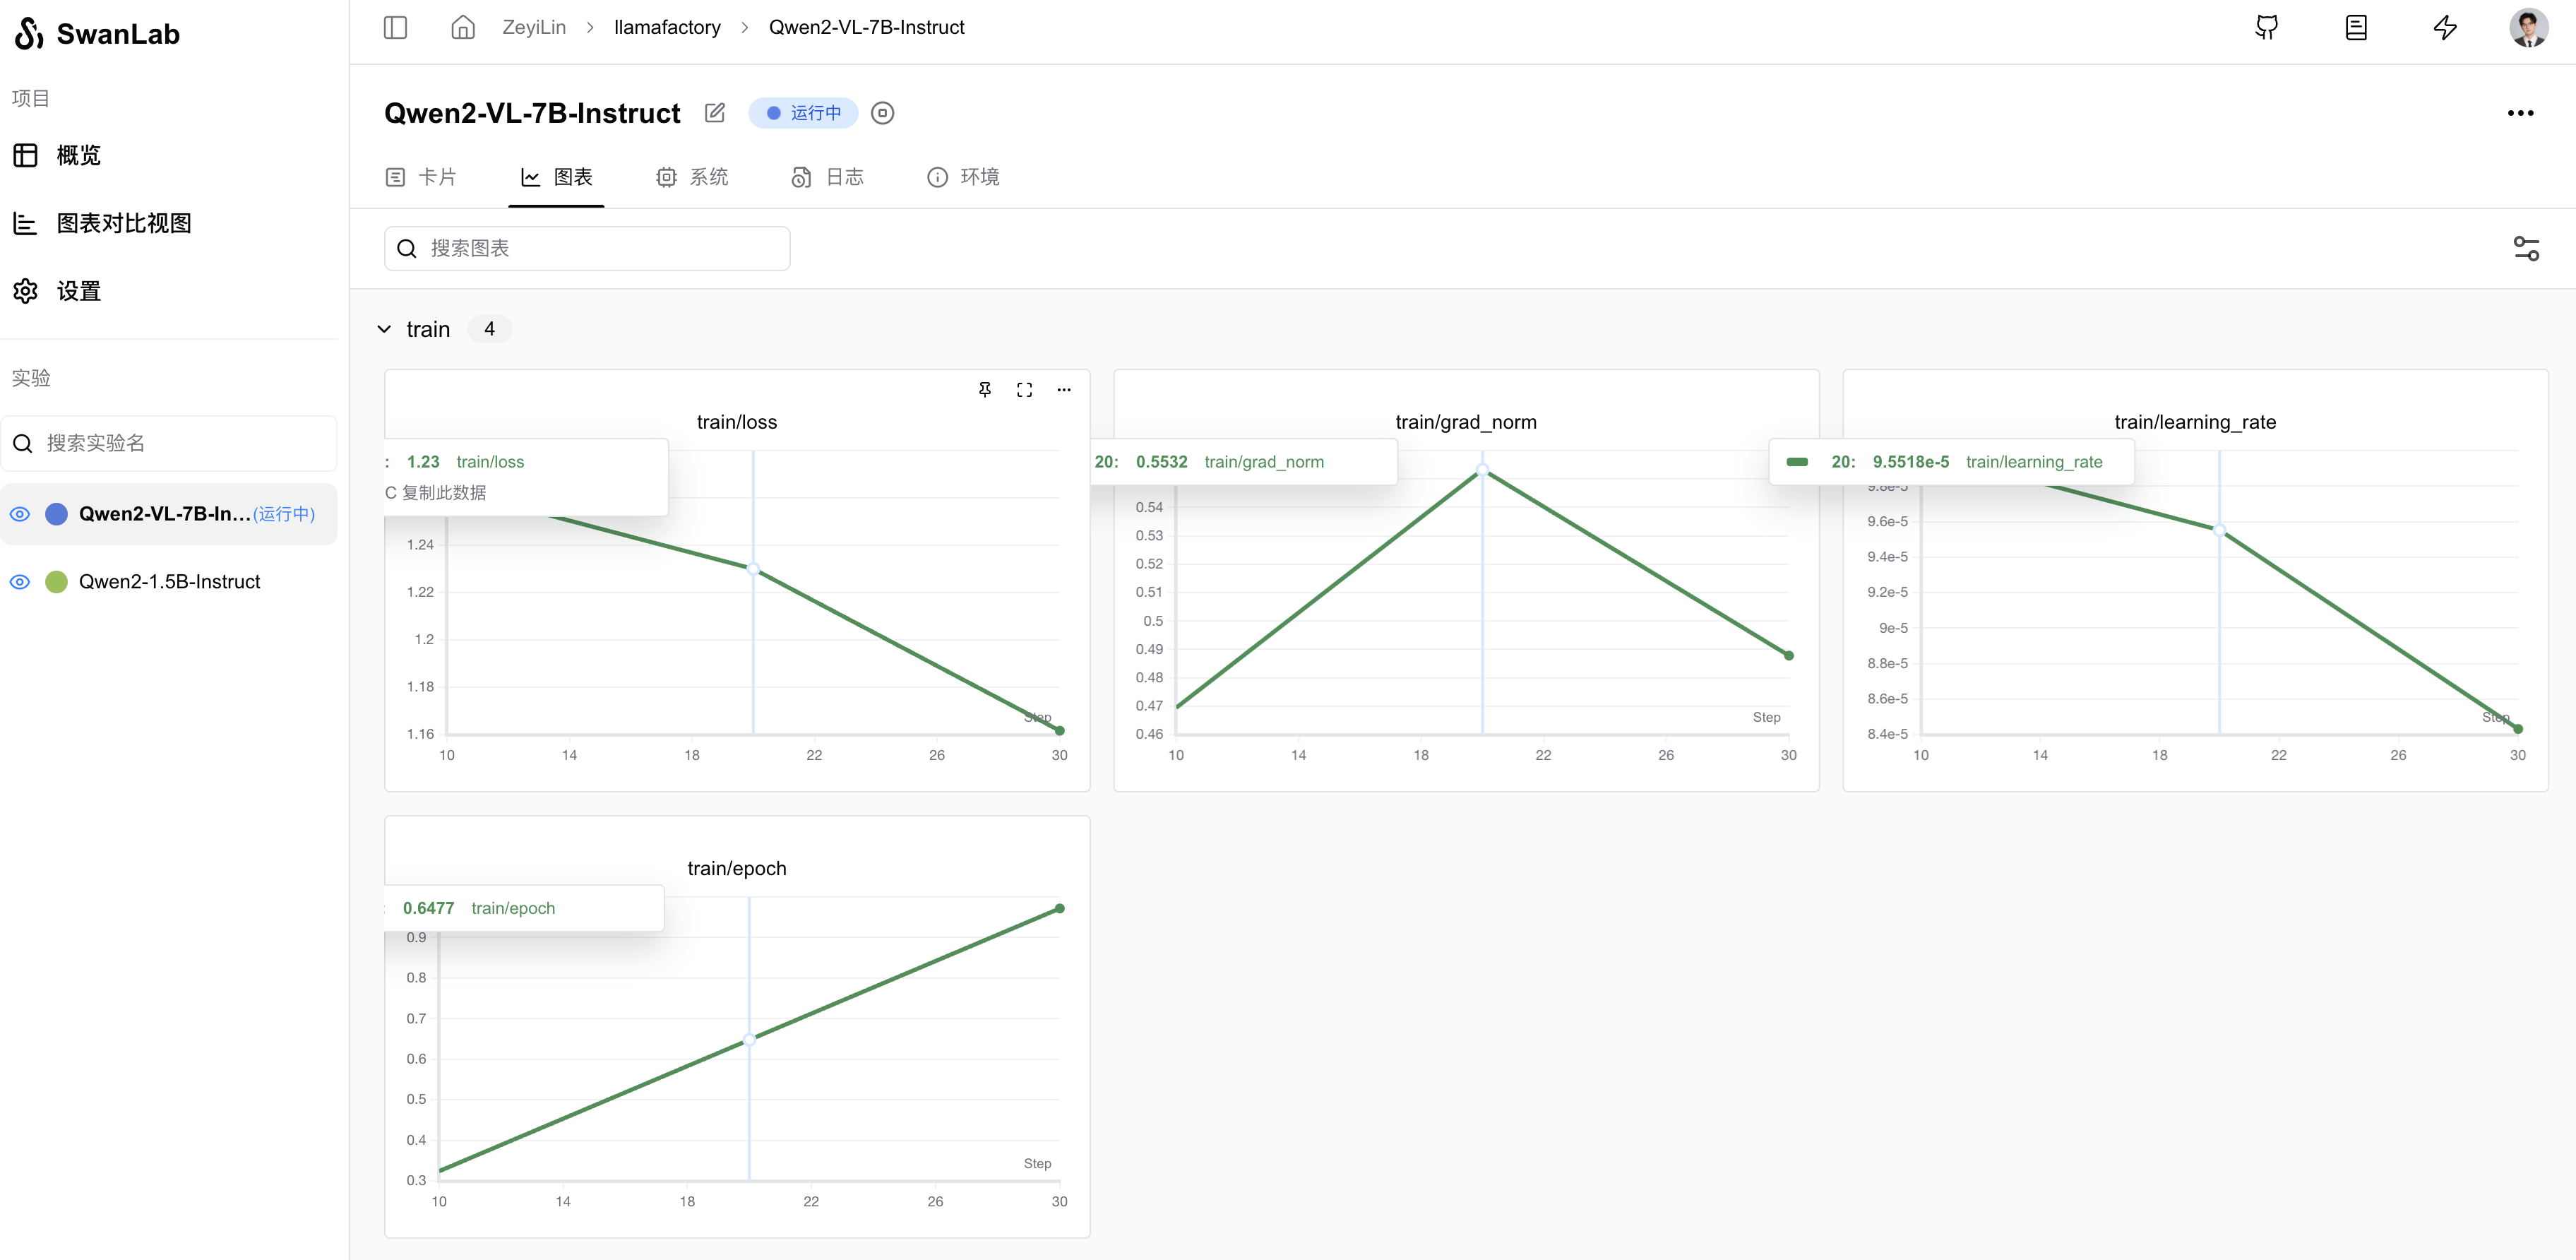 SwanLab
项目
概览
图表对比视图
设置
实验
搜索实验名
Qwen2-VL-7B-In...(运行中)
Qwen2-1.5B-Instruct
ZeyiLin > llamafactory > Qwen2-VL-7B-Instruct
Qwen2-VL-7B-Instruct 运行中
卡片 图表 系统 日志 环境
搜索图表
train 4
train/loss
: 1.23 train/loss
C 复制此数据
1.24
1.22
1.2
1.18
1.16
Step
10 14 18 22 26 30
train/grad_norm
20: 0.5532 train/grad_norm
0.54
0.53
0.52
0.51
0.5
0.49
0.48
0.47
0.46
Step
10 14 18 22 26 30
train/learning_rate
20: 9.5518e-5 train/learning_rate
9.8e-5
9.6e-5
9.4e-5
9.2e-5
9e-5
8.8e-5
8.6e-5
8.4e-5
Step
10 14 18 22 26 30
train/epoch
: 0.6477 train/epoch
0.9
0.8
0.7
0.6
0.5
0.4
0.3
Step
10 14 18 22 26 30